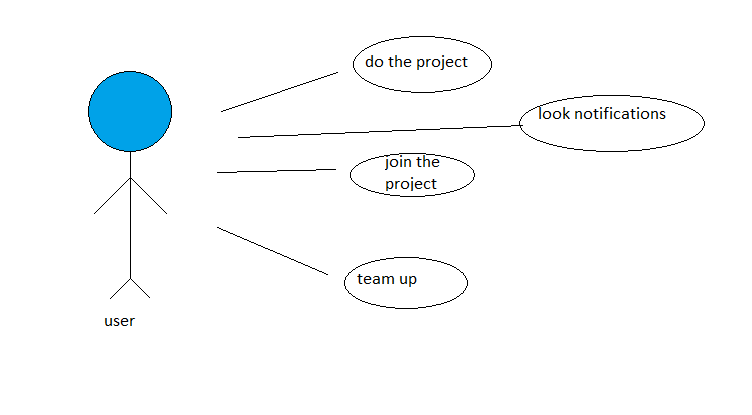 do the project
look notifications
join the
project
team up
user